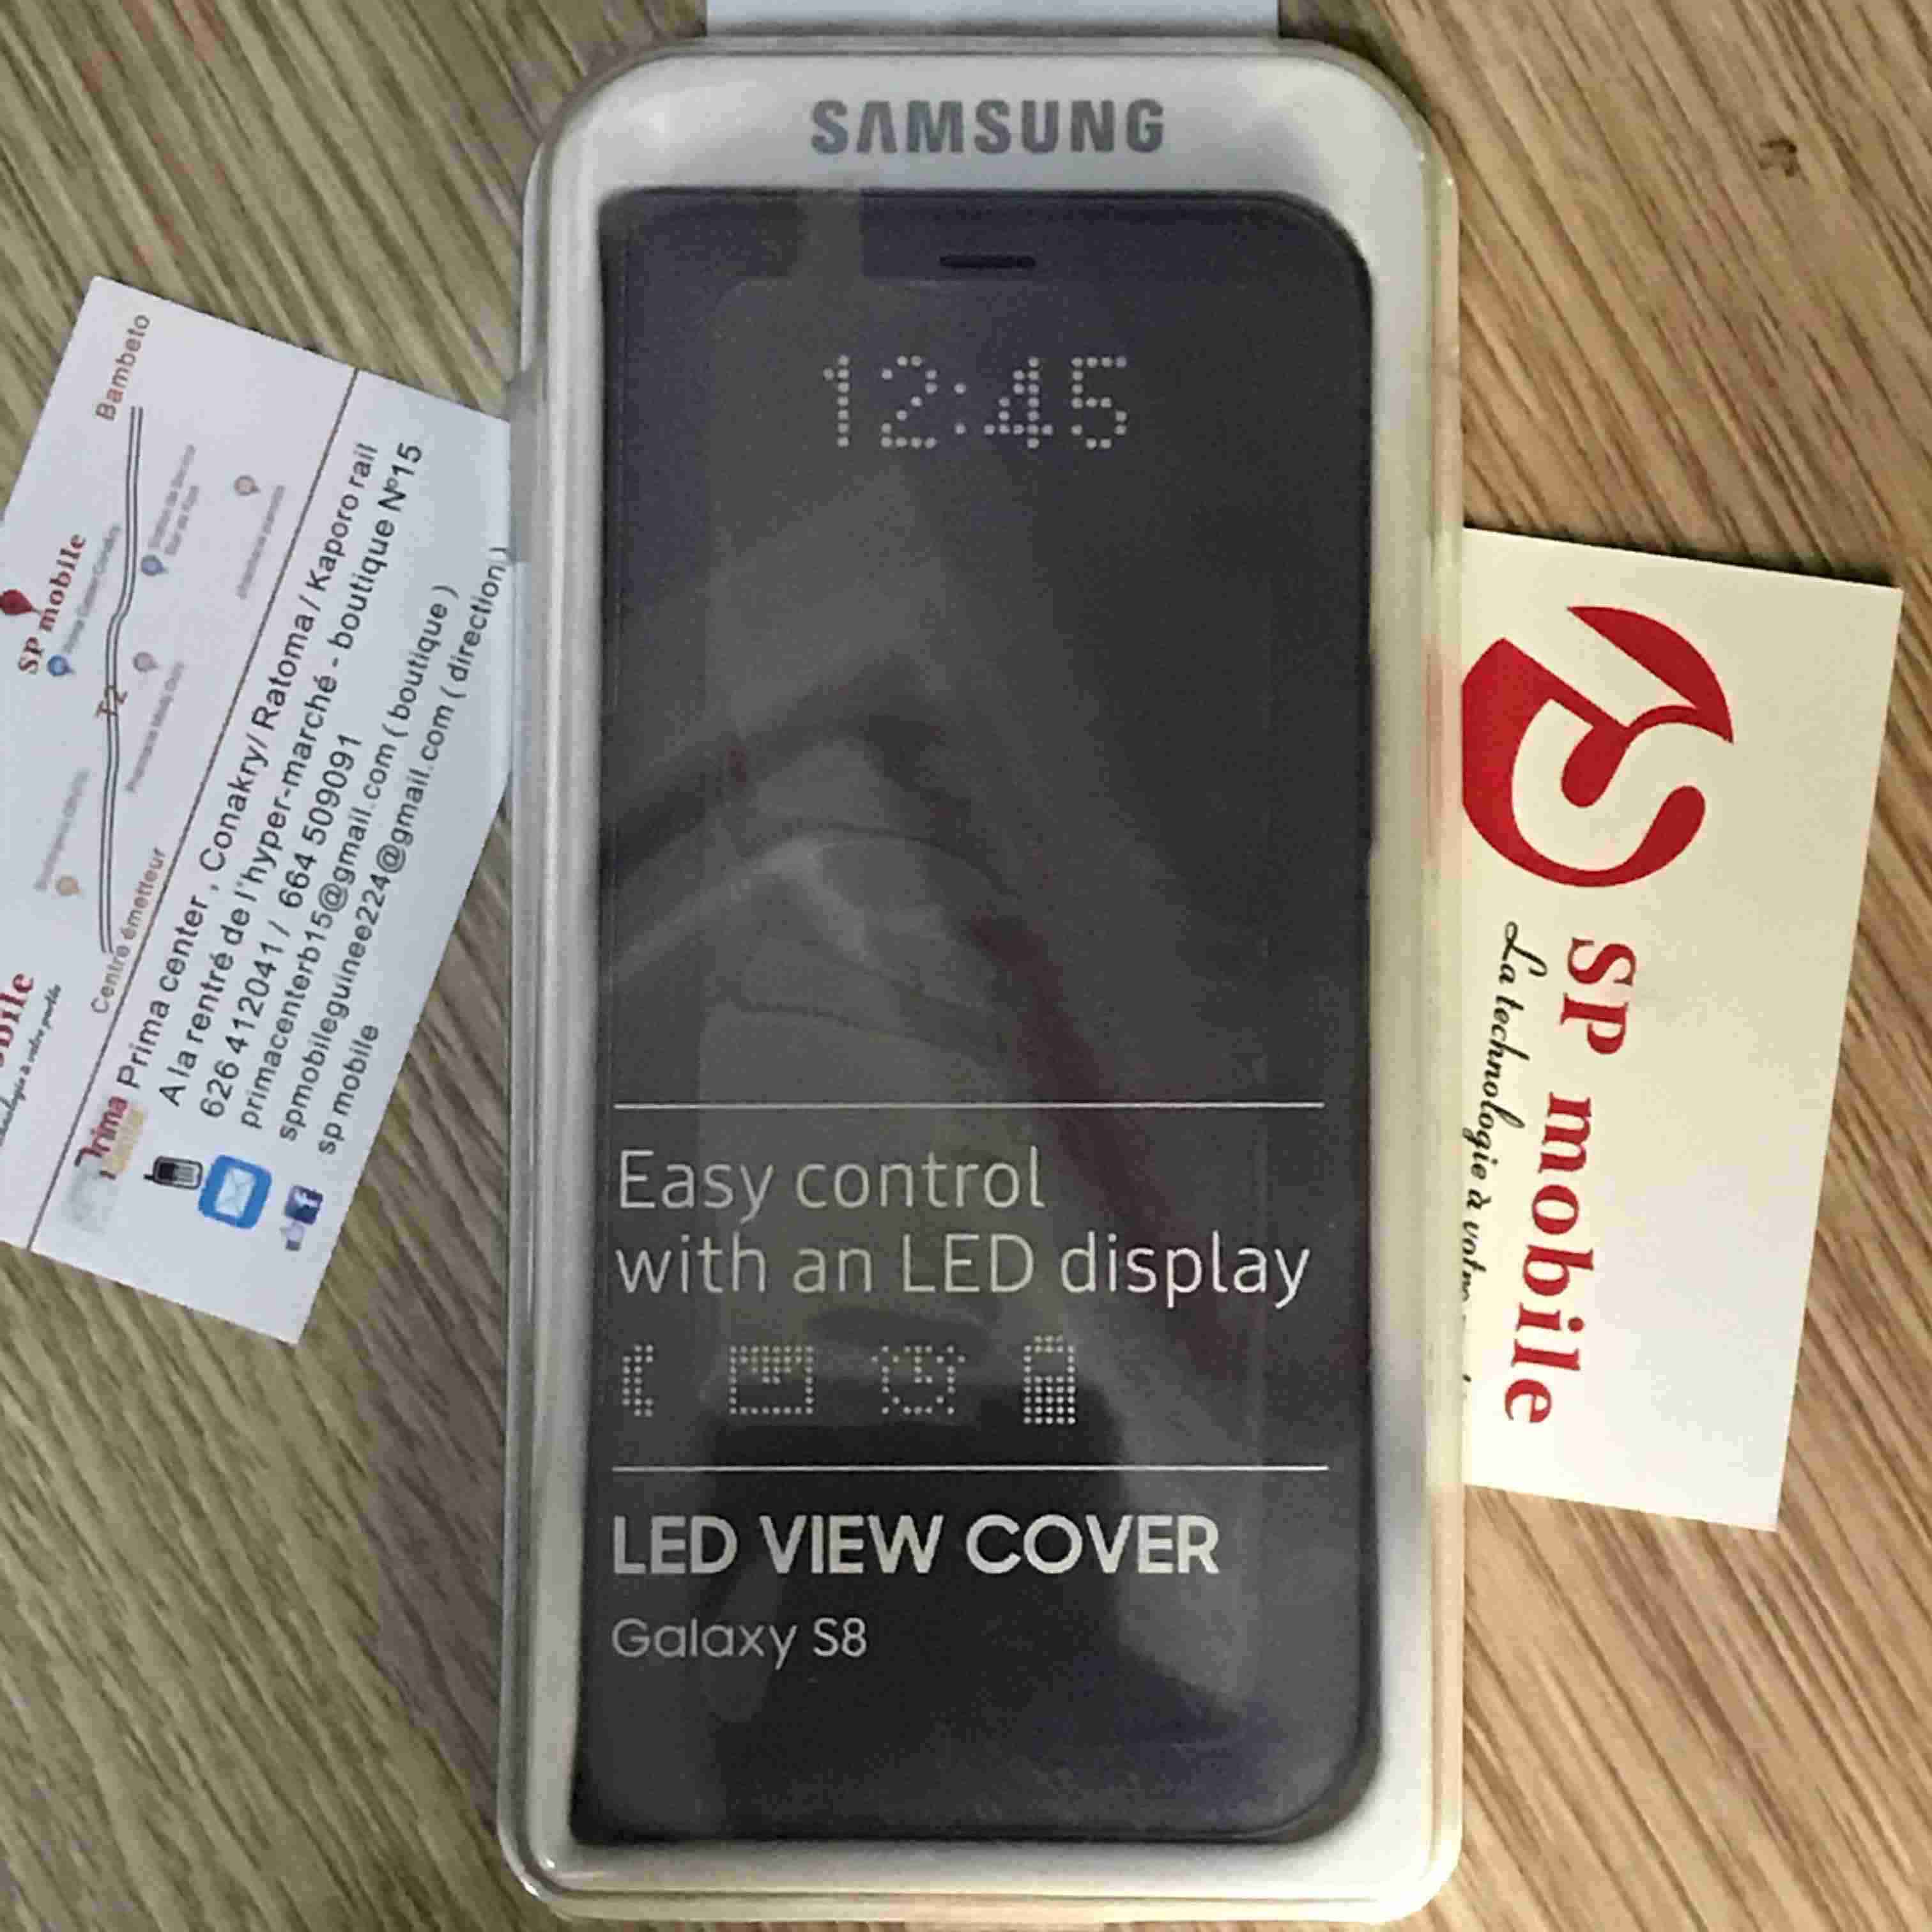 SAMSUNG
12:45
Easy control
with an LED display
LED VIEW COVER
Galaxy S8
Bambeto
SP mobile
T2
Centre émetteur
Prima
Prima center , Conakry/ Ratoma / Kaporo rail
A la rentré de l'hyper-marché - boutique N°15
626 412041 / 664 509091
primacenterb15@gmail.com ( boutique )
spmobileguinee224@gmail.com ( direction )
sp mobile
SP mobile
La technologie à